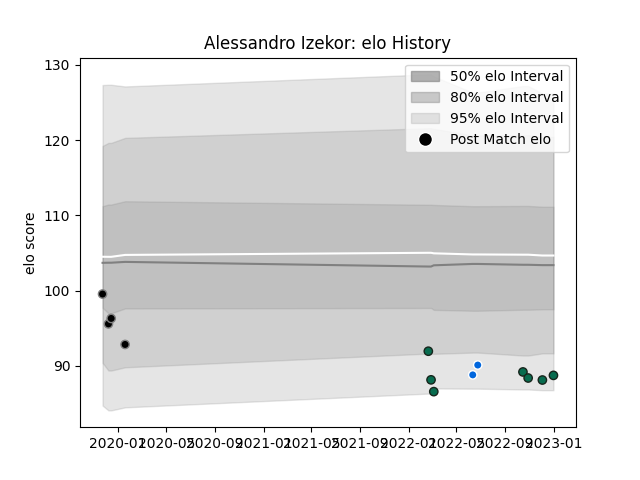 Alessandro Izekor: elo History
130
120
110
100
90
elo score
50% elo Interval
80% elo Interval
95% elo Interval
Post Match elo
2020-01
2020-05
2020-09
2021-01
2021-05
2021-09
2022-01
2022-05
2022-09
2023-01